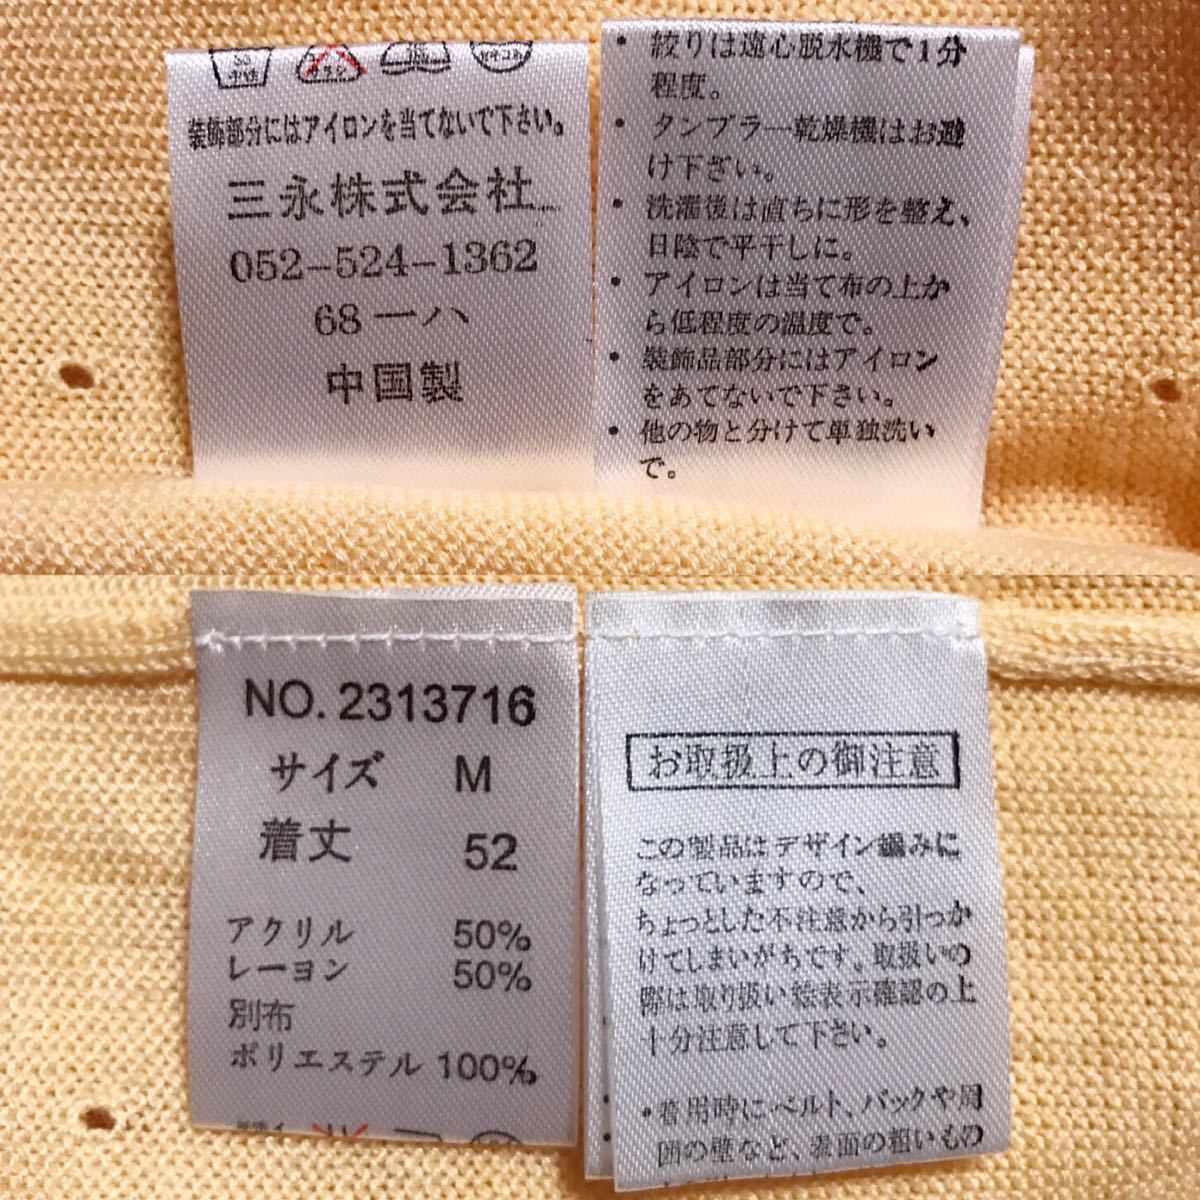 中性
エンソ
装飾部分にはアイロンを当てないで下さい。
三永株式会社
052-524-1362
68ーハ
中国製
• 絞りは遠心脱水機で1分
程度。
• タンブラー乾燥機はお避
け下ざい。
• 洗濯後は直ちに形を整え、
日陰で平干しに。
• アイロンは当て布の上か
ら低程度の温度で。
• 裝飾品部分にはアイロン
をあてないで下さい。
• 他の物と分けて単独洗い
で。
NO. 2313716
サイズ M
着丈 52
アクリル 50%
レーヨン 50%
別布
ポリエステル 100%
お取扱上の御注意
この製品はデザイン編みに
なっていますので、
ちょっとした不注意から引っか
けてしまいがちです。取扱いの
際は取り扱い絵表示確認の上
十分注意して下さい。
•着用時にベルト、バックや周
囲の壁など、表面の粗いもの